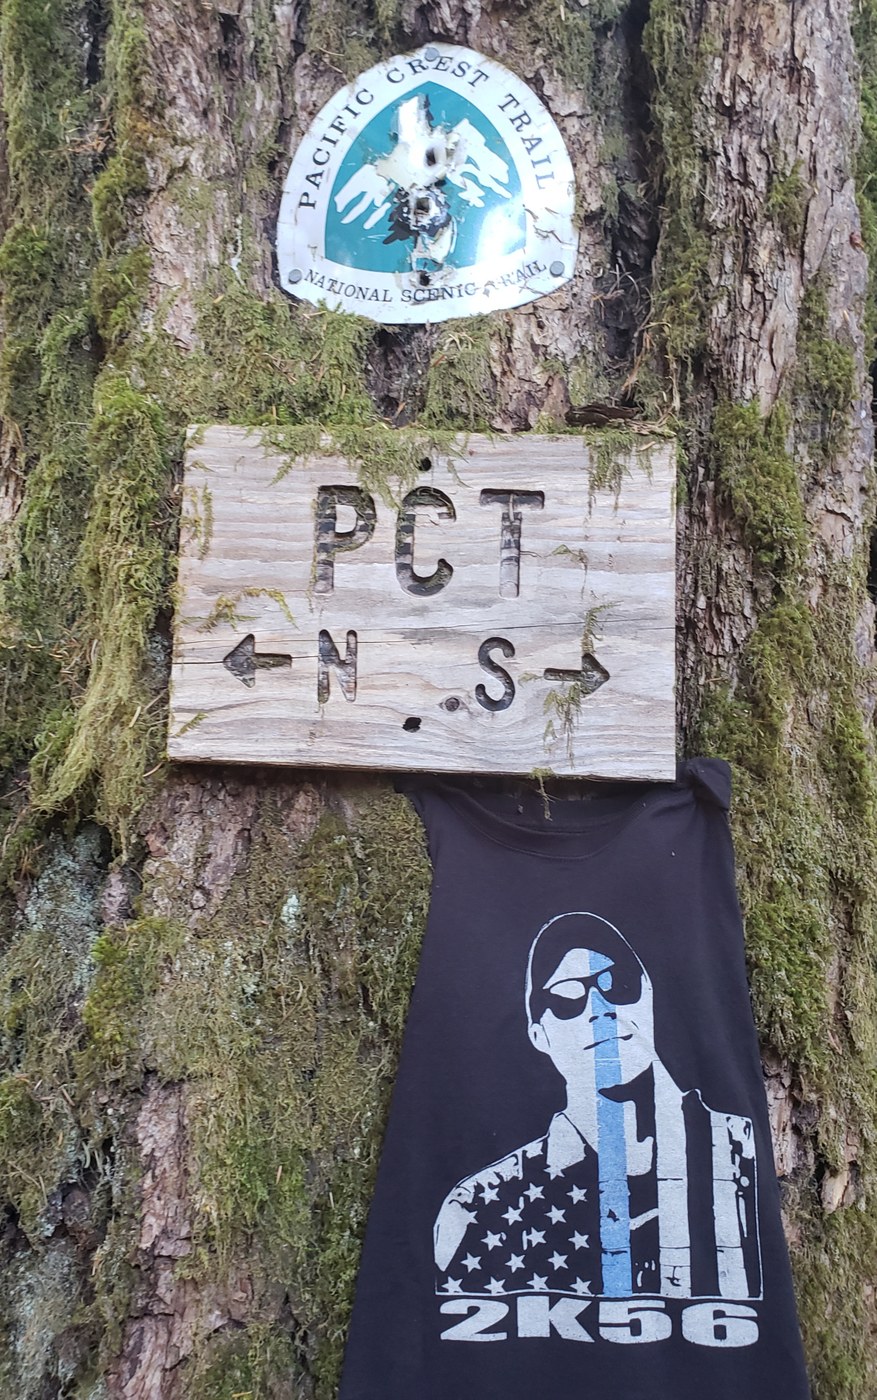 PACIFIC CREST TRAIL
NATIONAL SCENIC TRAIL
PCT
N S
2K56